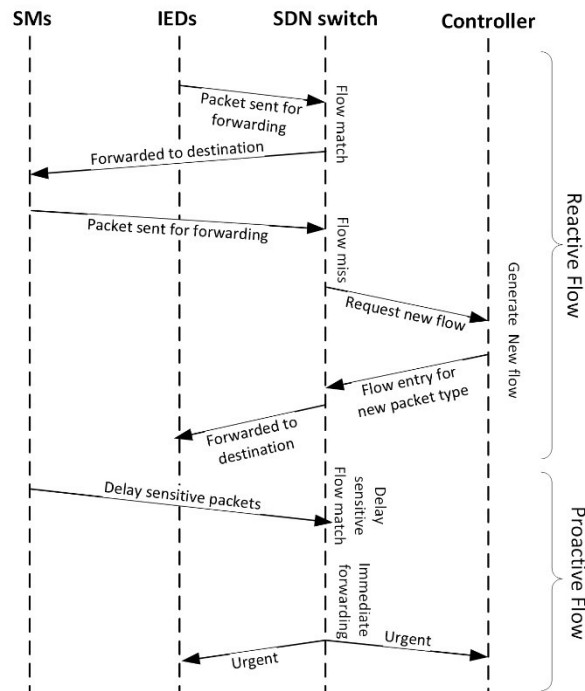 SMs IEDs SDN switch Controller
Packet sent for
forwarding
Flow match
Forwarded to destination
Packet sent for forwarding
Flow miss
Request new flow
Generate New flow
Flow entry for
new packet type
Forwarded to
destination
Reactive Flow
Delay sensitive packets
Delay
sensitive
Flow match
Immediate
forwarding
Urgent
Urgent
Proactive Flow